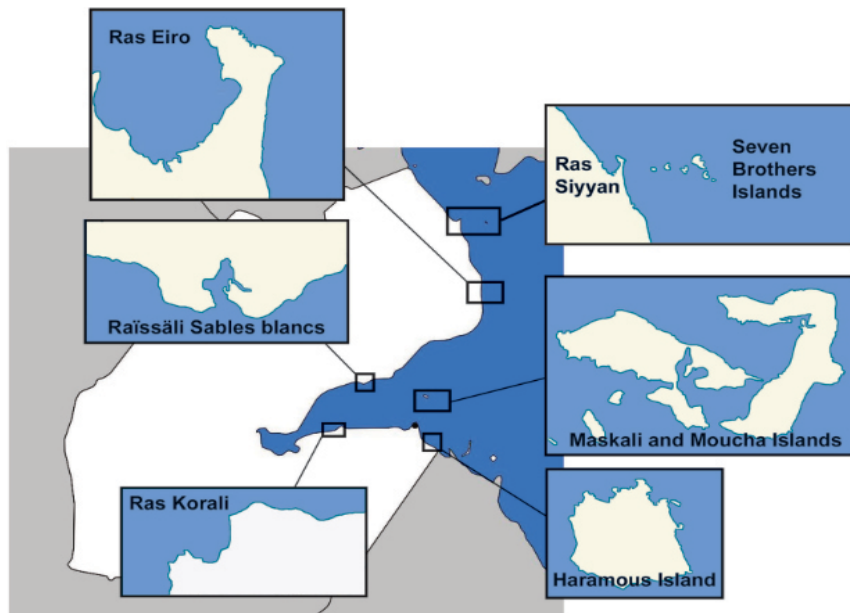 Ras Eiro
Ras
Siyyan
Seven
Brothers
Islands
Raïssäli Sables blancs
Maskali and Moucha Islands
Ras Korali
Haramous Island